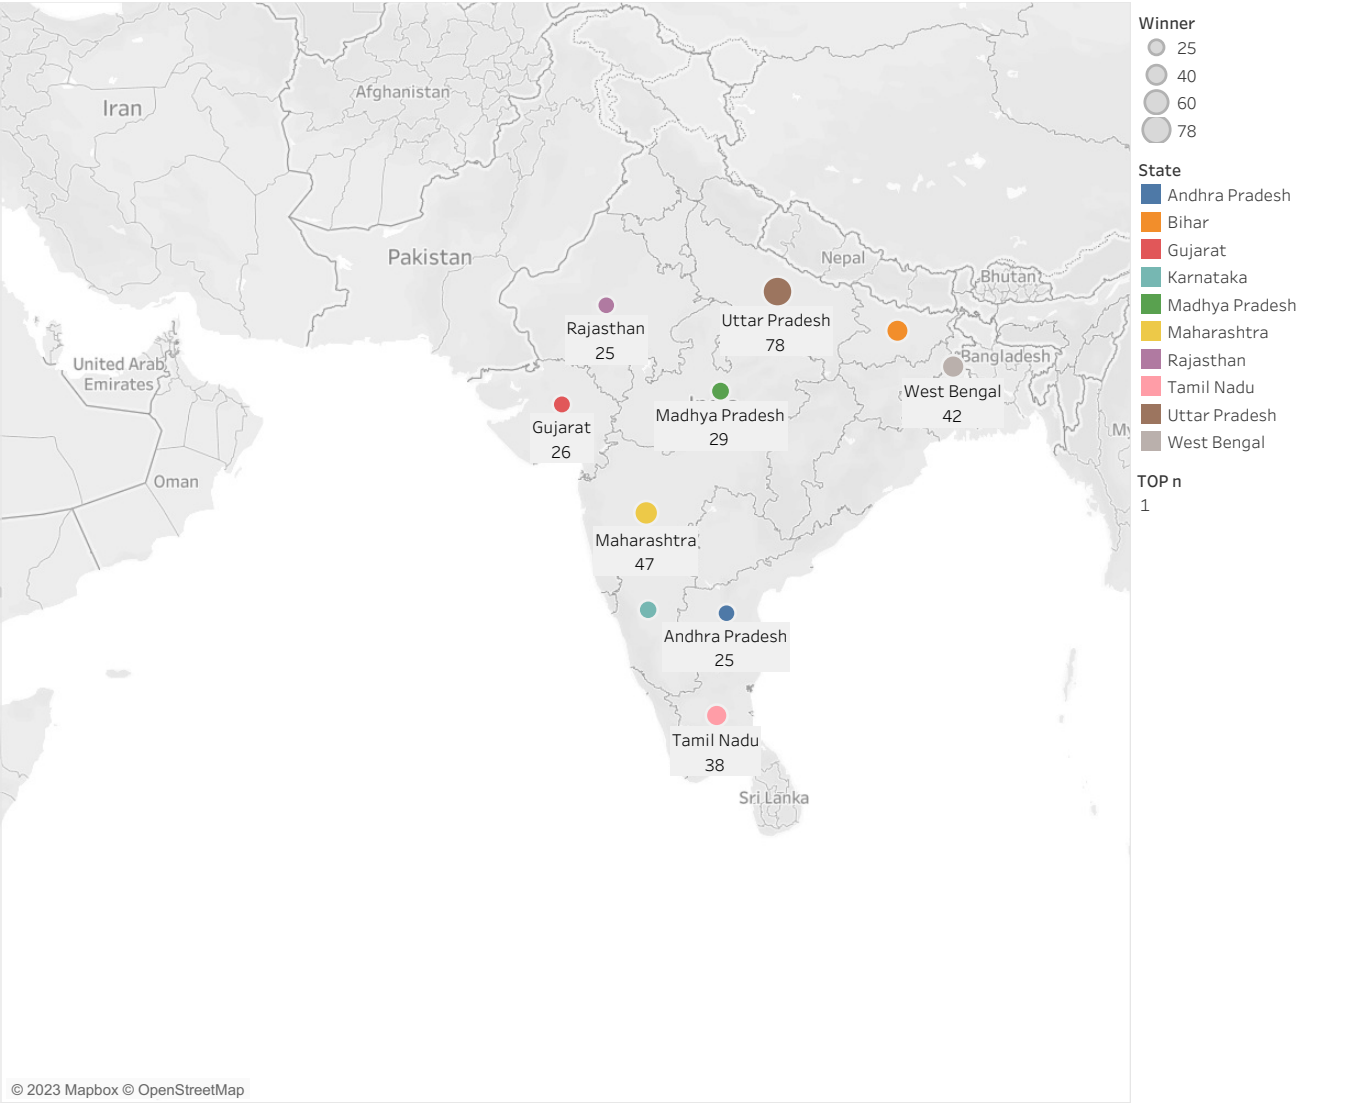 Iran
Afghanistan
Pakistan
Nepal
Bhutan
United Arab
Emirates
Oman
Bangladesh
Rajasthan
25
Uttar Pradesh
78
Gujarat
26
Madhya Pradesh
29
West Bengal
42
My
Maharashtra
47
Andhra Pradesh
25
Tamil Nadu
38
Sri Lanka
© 2023 Mapbox © OpenStreetMap
Winner
25
40
60
78
State
Andhra Pradesh
Bihar
Gujarat
Karnataka
Madhya Pradesh
Maharashtra
Rajasthan
Tamil Nadu
Uttar Pradesh
West Bengal
TOP n
1